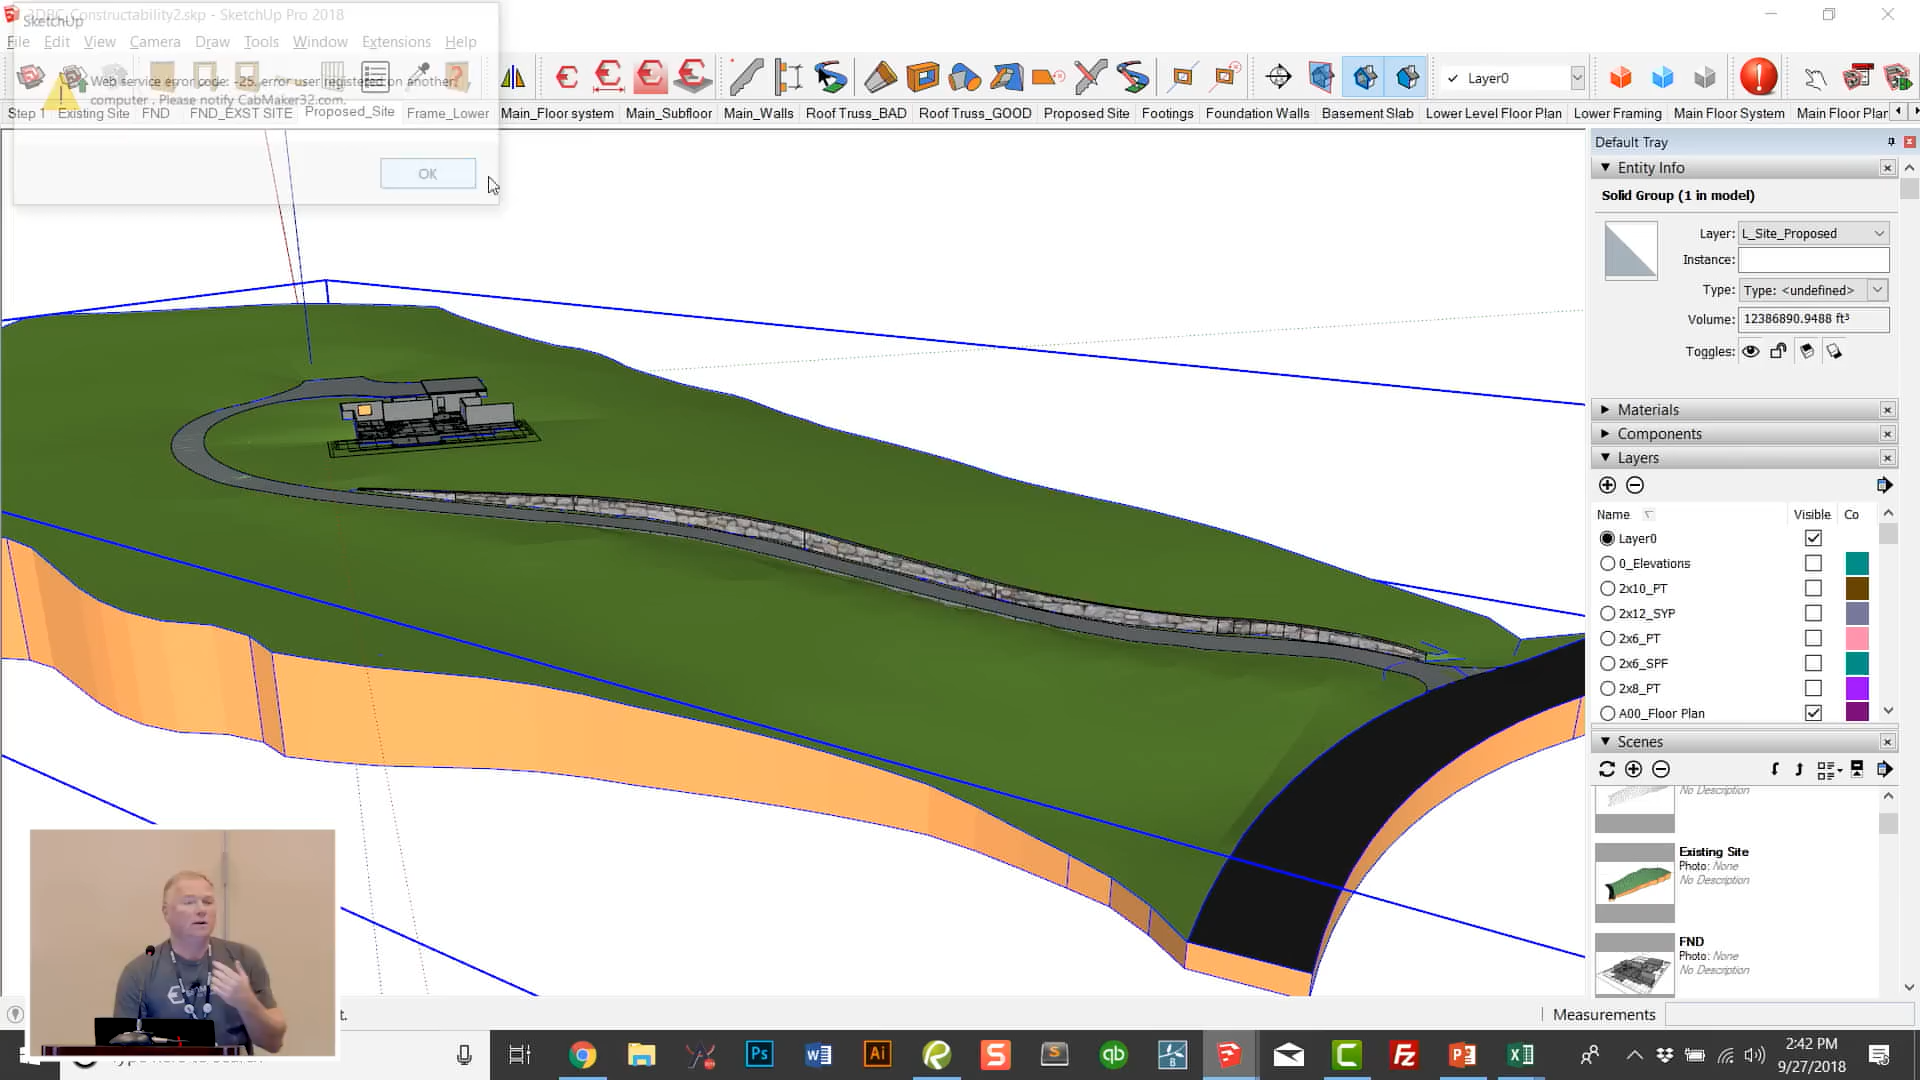 3DBC_Constructability2.skp - SketchUp Pro 2018
SketchUp
File Edit View Camera Draw Tools Window Extensions Help
Web service error code: -25, error user registered on another
computer . Please notify CabMaker32.com.
OK
Layer0
Step 1 Existing Site FND FND_EXST SITE Proposed_Site Frame_Lower Main_Floor system Main_Subfloor Main_Walls Roof Truss_BAD Roof Truss_GOOD Proposed Site Footings Foundation Walls Basement Slab Lower Level Floor Plan Lower Framing Main Floor System Main Floor Plan
Default Tray
Entity Info
Solid Group (1 in model)
Layer: L_Site_Proposed
Instance:
Type: Type: <undefined>
Volume: 12386890.9488 ft³
Toggles:
Materials
Components
Layers
Name Visible Co
Layer0
0_Elevations
2x10_PT
2x12_SYP
2x6_PT
2x6_SPF
2x8_PT
A00_Floor Plan
Scenes
No Description
Existing Site
Photo: None
No Description
FND
Photo: None
No Description
t.
Measurements
Ps
Ai
S
S
qb
Fz
2:42 PM
9/27/2018